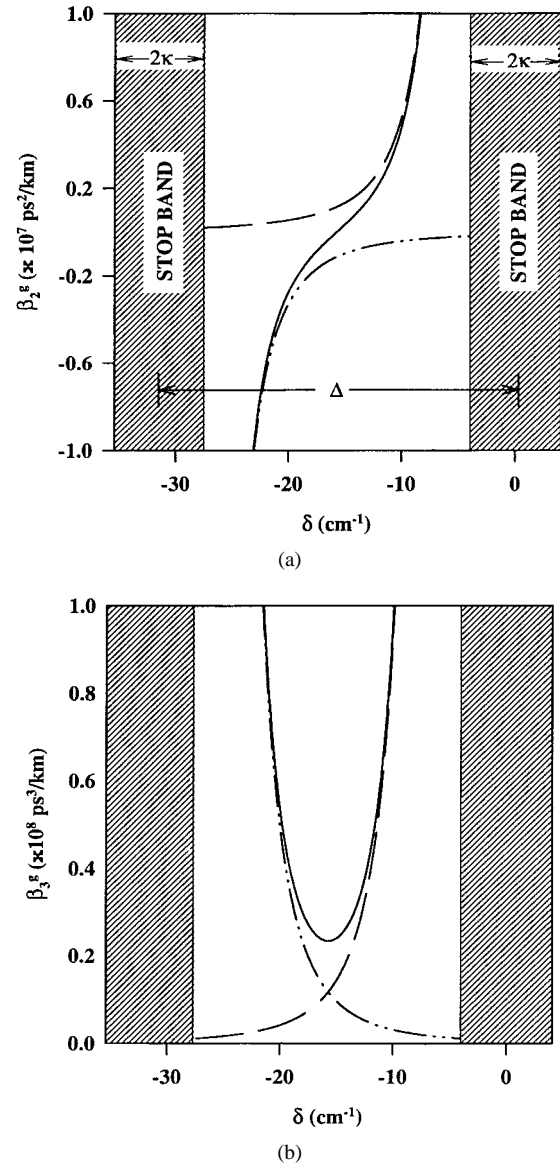 1.0
0.6
0.2
-0.2
-0.6
-1.0
β₂ᵍ (x 10⁷ ps²/km)
2κ
2κ
STOP BAND
STOP BAND
Δ
-30 -20 -10 0
δ (cm⁻¹)
(a)
1.0
0.8
0.6
0.4
0.2
0.0
β₃ᵍ (x10⁸ ps³/km)
-30 -20 -10 0
δ (cm⁻¹)
(b)